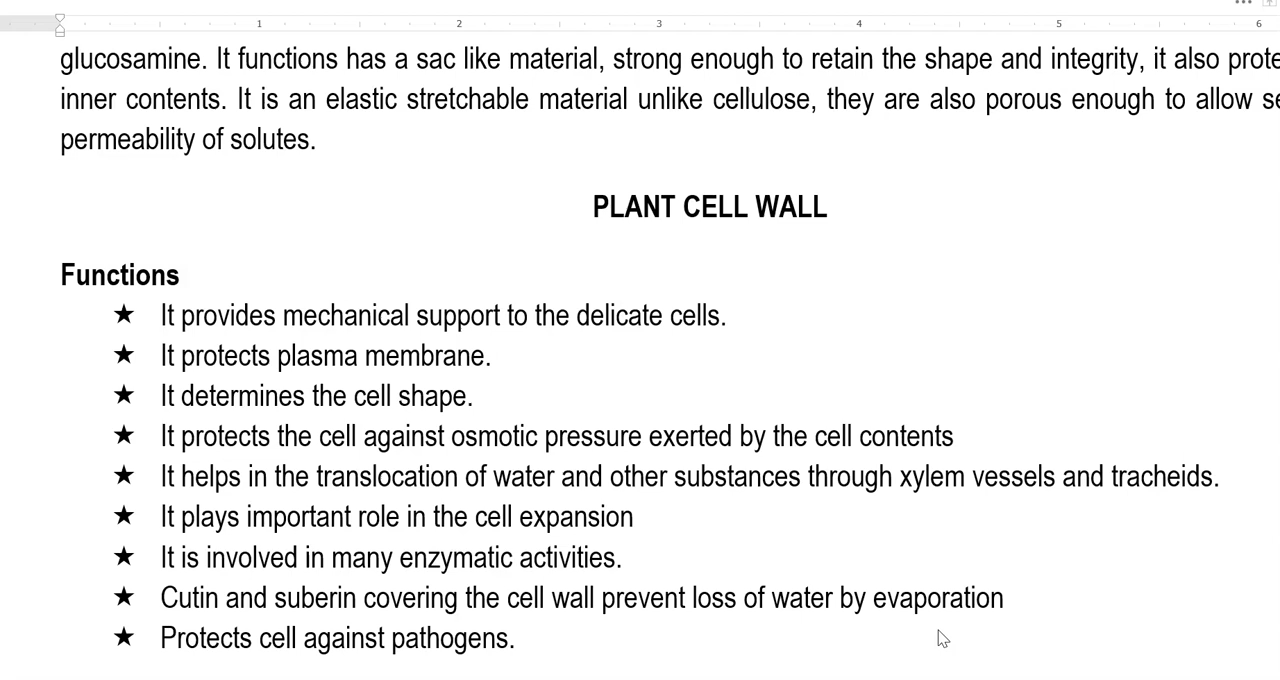 1 2 3 4 5 6
glucosamine. It functions has a sac like material, strong enough to retain the shape and integrity, it also
inner contents. It is an elastic stretchable material unlike cellulose, they are also porous enough to allow
permeability of solutes.
PLANT CELL WALL
Functions
★ It provides mechanical support to the delicate cells.
★ It protects plasma membrane.
★ It determines the cell shape.
★ It protects the cell against osmotic pressure exerted by the cell contents
★ It helps in the translocation of water and other substances through xylem vessels and tracheids.
★ It plays important role in the cell expansion
★ It is involved in many enzymatic activities.
★ Cutin and suberin covering the cell wall prevent loss of water by evaporation
★ Protects cell against pathogens.